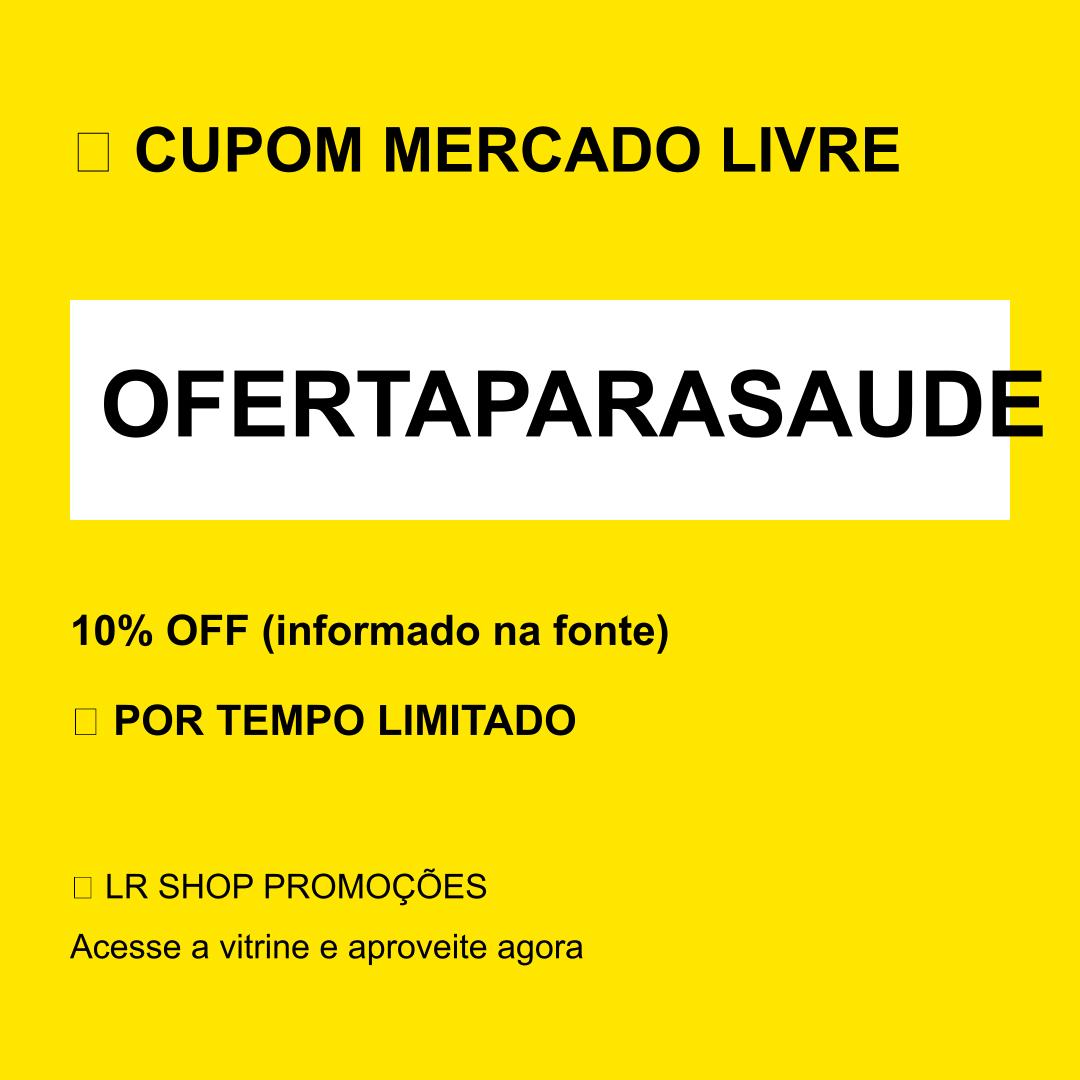 □ CUPOM MERCADO LIVRE
OFERTAPARASAUDE
10% OFF (informado na fonte)
□ POR TEMPO LIMITADO
□ LR SHOP PROMOÇÕES
Acesse a vitrine e aproveite agora